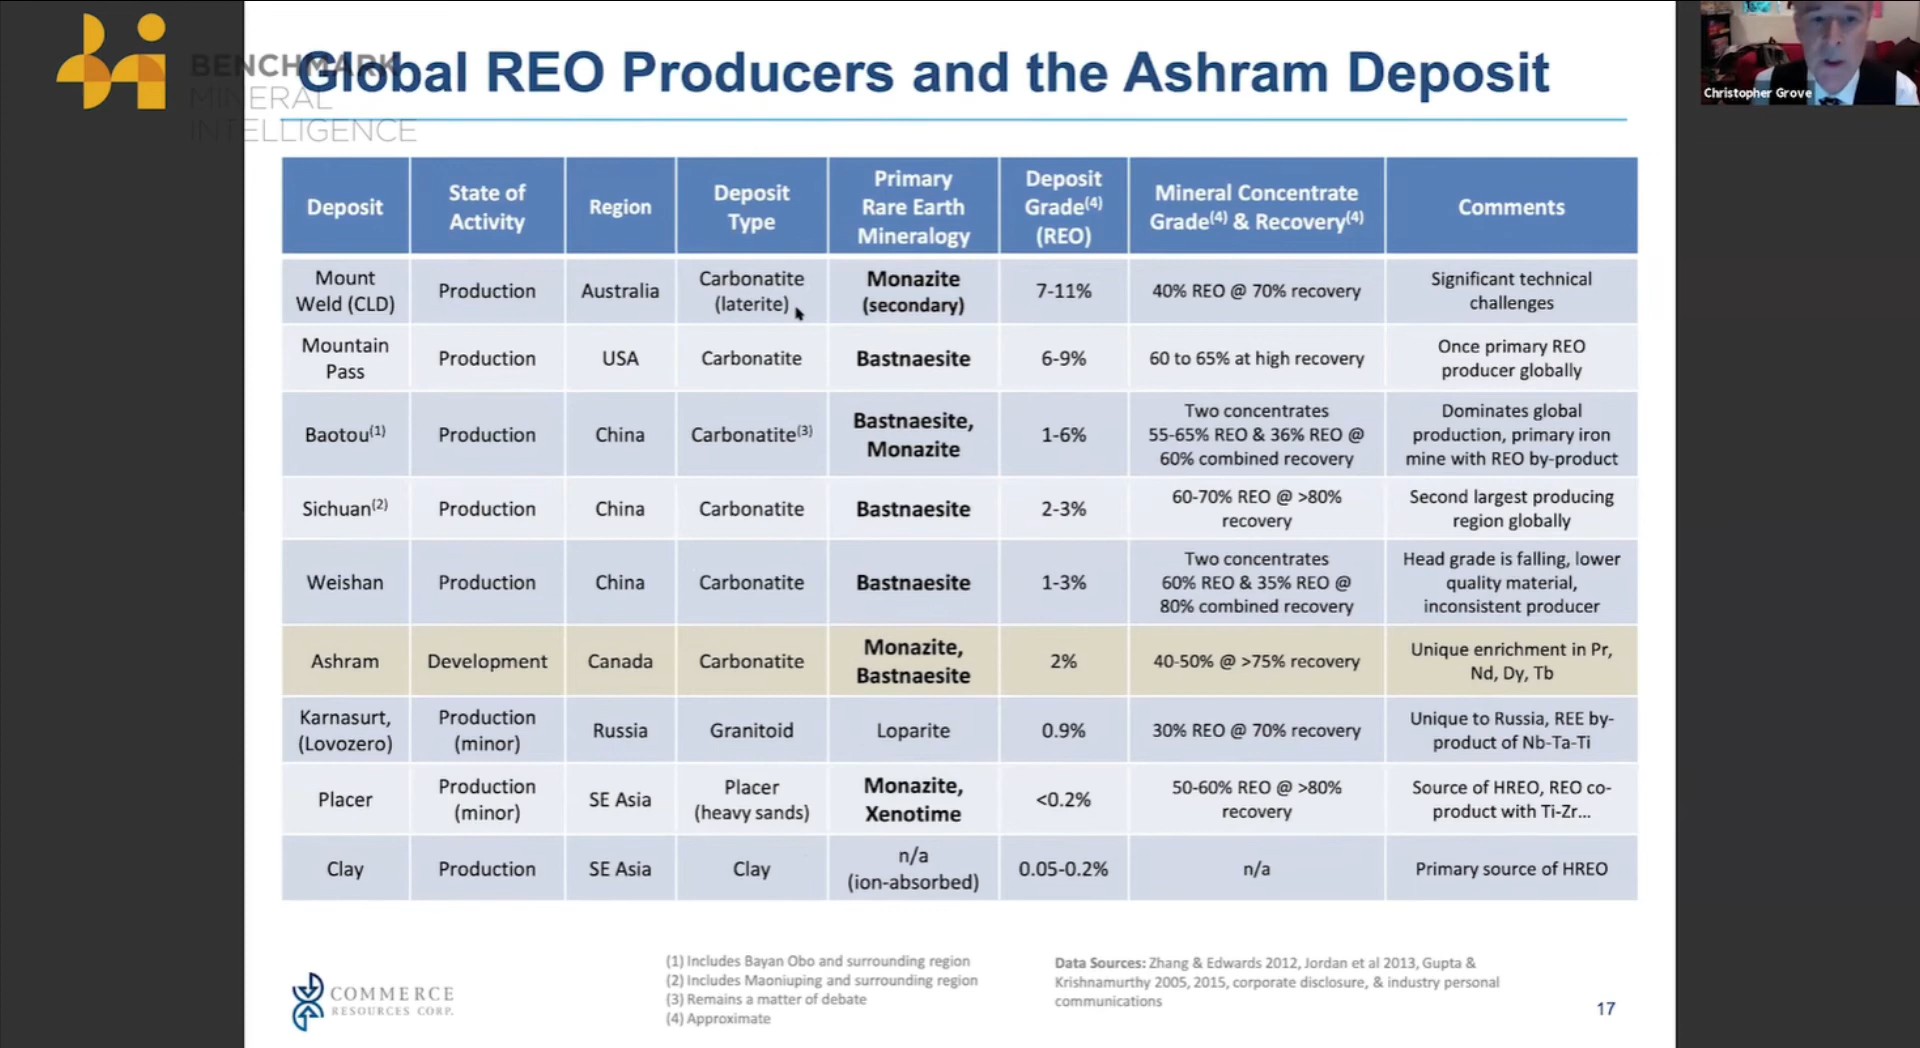 BENCHMARK
MINERAL
INTELLIGENCE
Global REO Producers and the Ashram Deposit
Christopher Grove
Deposit
State of
Activity
Region
Deposit
Type
Primary
Rare Earth
Mineralogy
Deposit
Grade(4)
(REO)
Mineral Concentrate
Grade(4) & Recovery(4)
Comments
Mount
Weld (CLD)
Production
Australia
Carbonatite
(laterite)
Monazite
(secondary)
7-11%
40% REO @ 70% recovery
Significant technical
challenges
Mountain
Pass
Production
USA
Carbonatite
Bastnaesite
6-9%
60 to 65% at high recovery
Once primary REO
producer globally
Baotou(1)
Production
China
Carbonatite(3)
Bastnaesite,
Monazite
1-6%
Two concentrates
55-65% REO & 36% REO @
60% combined recovery
Dominates global
production, primary iron
mine with REO by-product
Sichuan(2)
Production
China
Carbonatite
Bastnaesite
2-3%
60-70% REO @ >80%
recovery
Second largest producing
region globally
Weishan
Production
China
Carbonatite
Bastnaesite
1-3%
Two concentrates
60% REO & 35% REO @
80% combined recovery
Head grade is falling, lower
quality material,
inconsistent producer
Ashram
Development
Canada
Carbonatite
Monazite,
Bastnaesite
2%
40-50% @ >75% recovery
Unique enrichment in Pr,
Nd, Dy, Tb
Karnasurt,
(Lovozero)
Production
(minor)
Russia
Granitoid
Loparite
0.9%
30% REO @ 70% recovery
Unique to Russia, REE by-
product of Nb-Ta-Ti
Placer
Production
(minor)
SE Asia
Placer
(heavy sands)
Monazite,
Xenotime
<0.2%
50-60% REO @ >80%
recovery
Source of HREO, REO co-
product with Ti-Zr...
Clay
Production
SE Asia
Clay
n/a
(ion-absorbed)
0.05-0.2%
n/a
Primary source of HREO
COMMERCE
RESOURCES CORP.
(1) Includes Bayan Obo and surrounding region
(2) Includes Maoniuping and surrounding region
(3) Remains a matter of debate
(4) Approximate
Data Sources: Zhang & Edwards 2012, Jordan et al 2013, Gupta &
Krishnamurthy 2005, 2015, corporate disclosure, & industry personal
communications
17